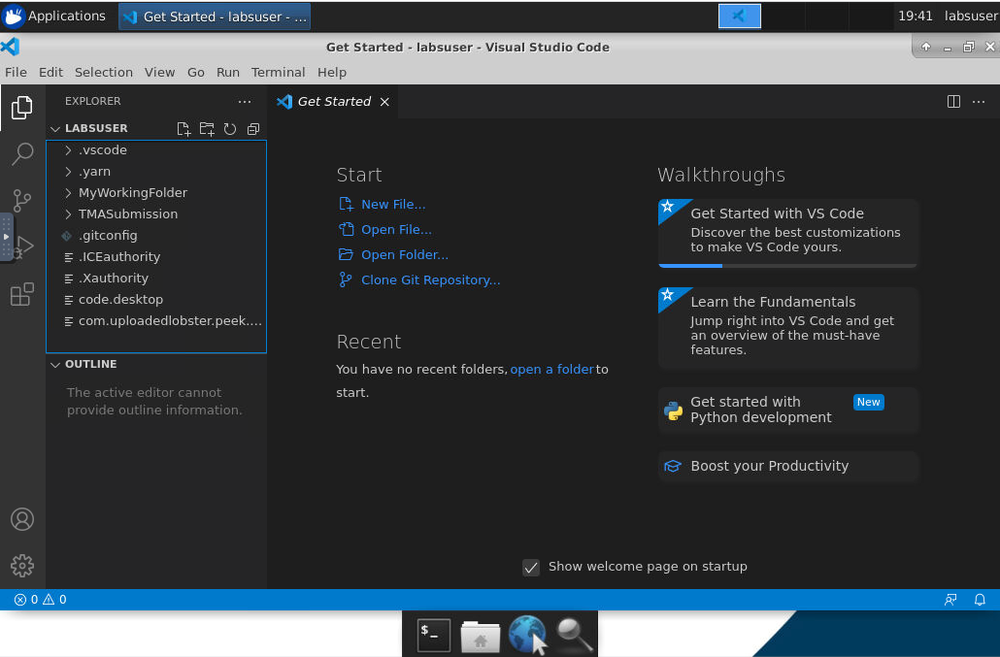 Applications
Get Started - labsuser - ...
19:41 labsuser
Get Started - labsuser - Visual Studio Code
File Edit Selection View Go Run Terminal Help
EXPLORER
LABSUSER
.vscode
.yarn
MyWorkingFolder
TMASubmission
.gitconfig
.ICEauthority
.Xauthority
code.desktop
com.uploadedlobster.peek....
OUTLINE
The active editor cannot
provide outline information.
Get Started
Start
New File...
Open File...
Open Folder...
Clone Git Repository...
Recent
You have no recent folders, open a folder to
start.
Walkthroughs
Get Started with VS Code
Discover the best customizations
to make VS Code yours.
Learn the Fundamentals
Jump right into VS Code and get
an overview of the must-have
features.
Get started with
Python development
New
Boost your Productivity
Show welcome page on startup
0 0
$_